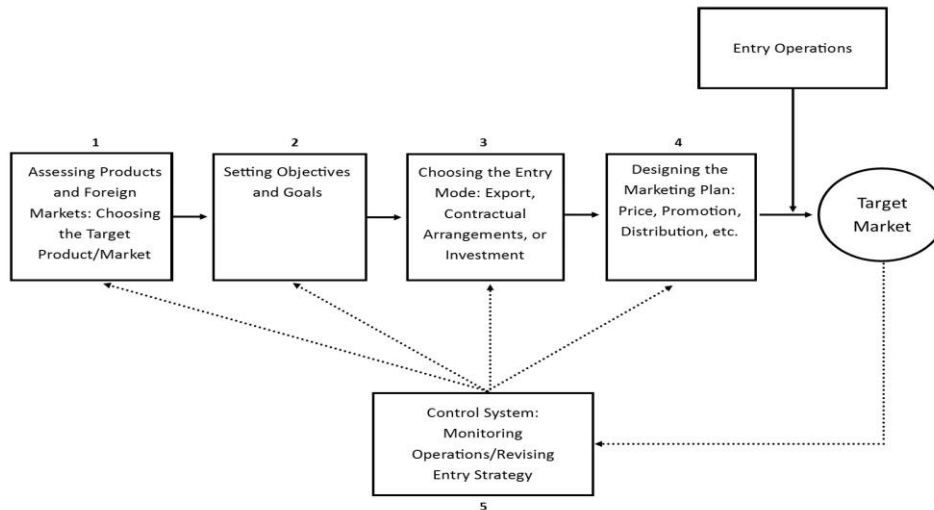 Entry Operations
1
Assessing Products
and Foreign
Markets: Choosing
the Target
Product/Market
2
Setting Objectives
and Goals
3
Choosing the Entry
Mode: Export,
Contractual
Arrangements, or
Investment
4
Designing the
Marketing Plan:
Price, Promotion,
Distribution, etc.
Target
Market
Control System:
Monitoring
Operations/Revising
Entry Strategy
5